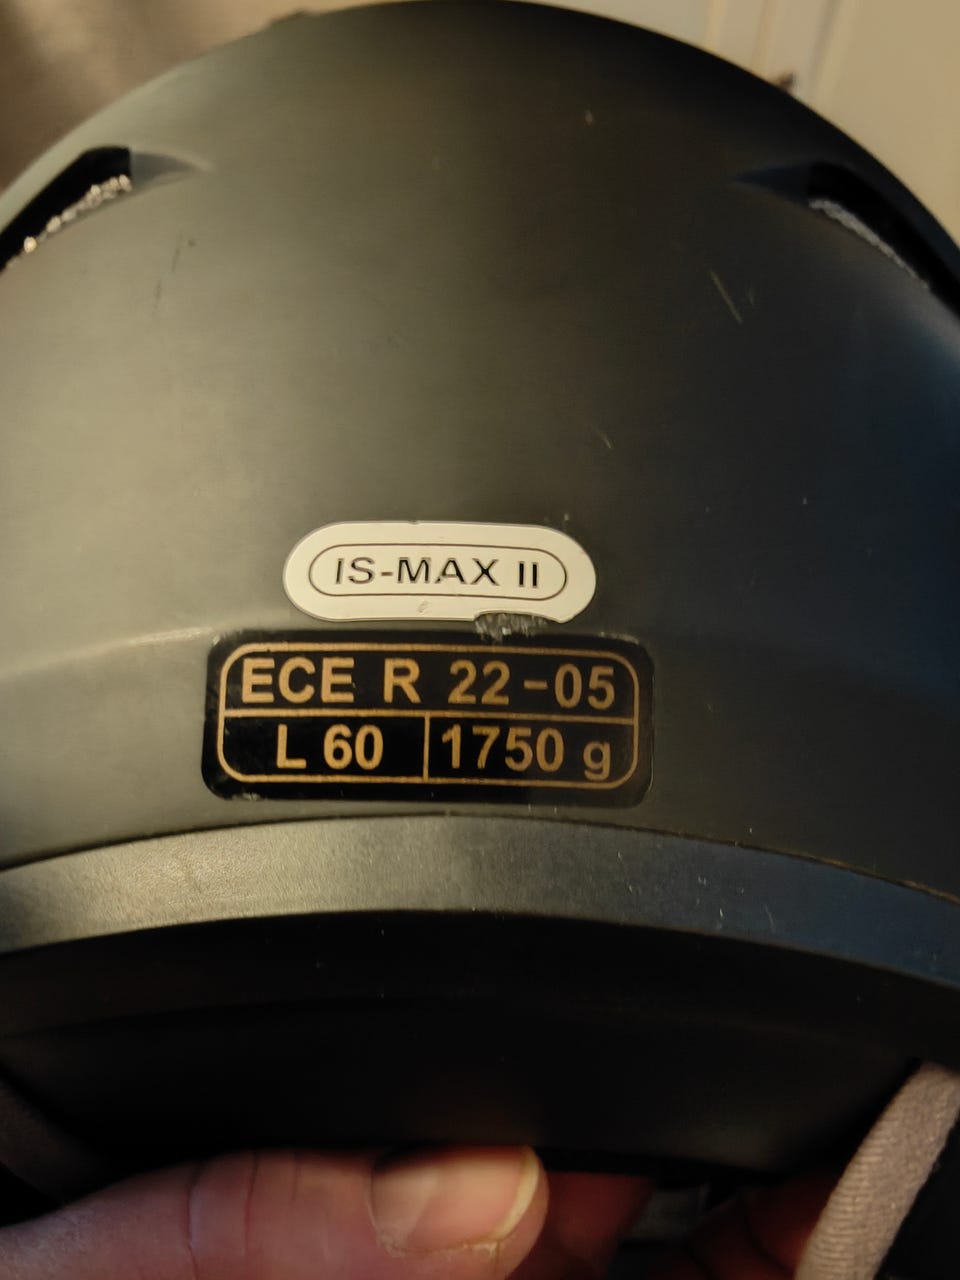 IS-MAX II
ECE R 22-05
L 60 1750 g